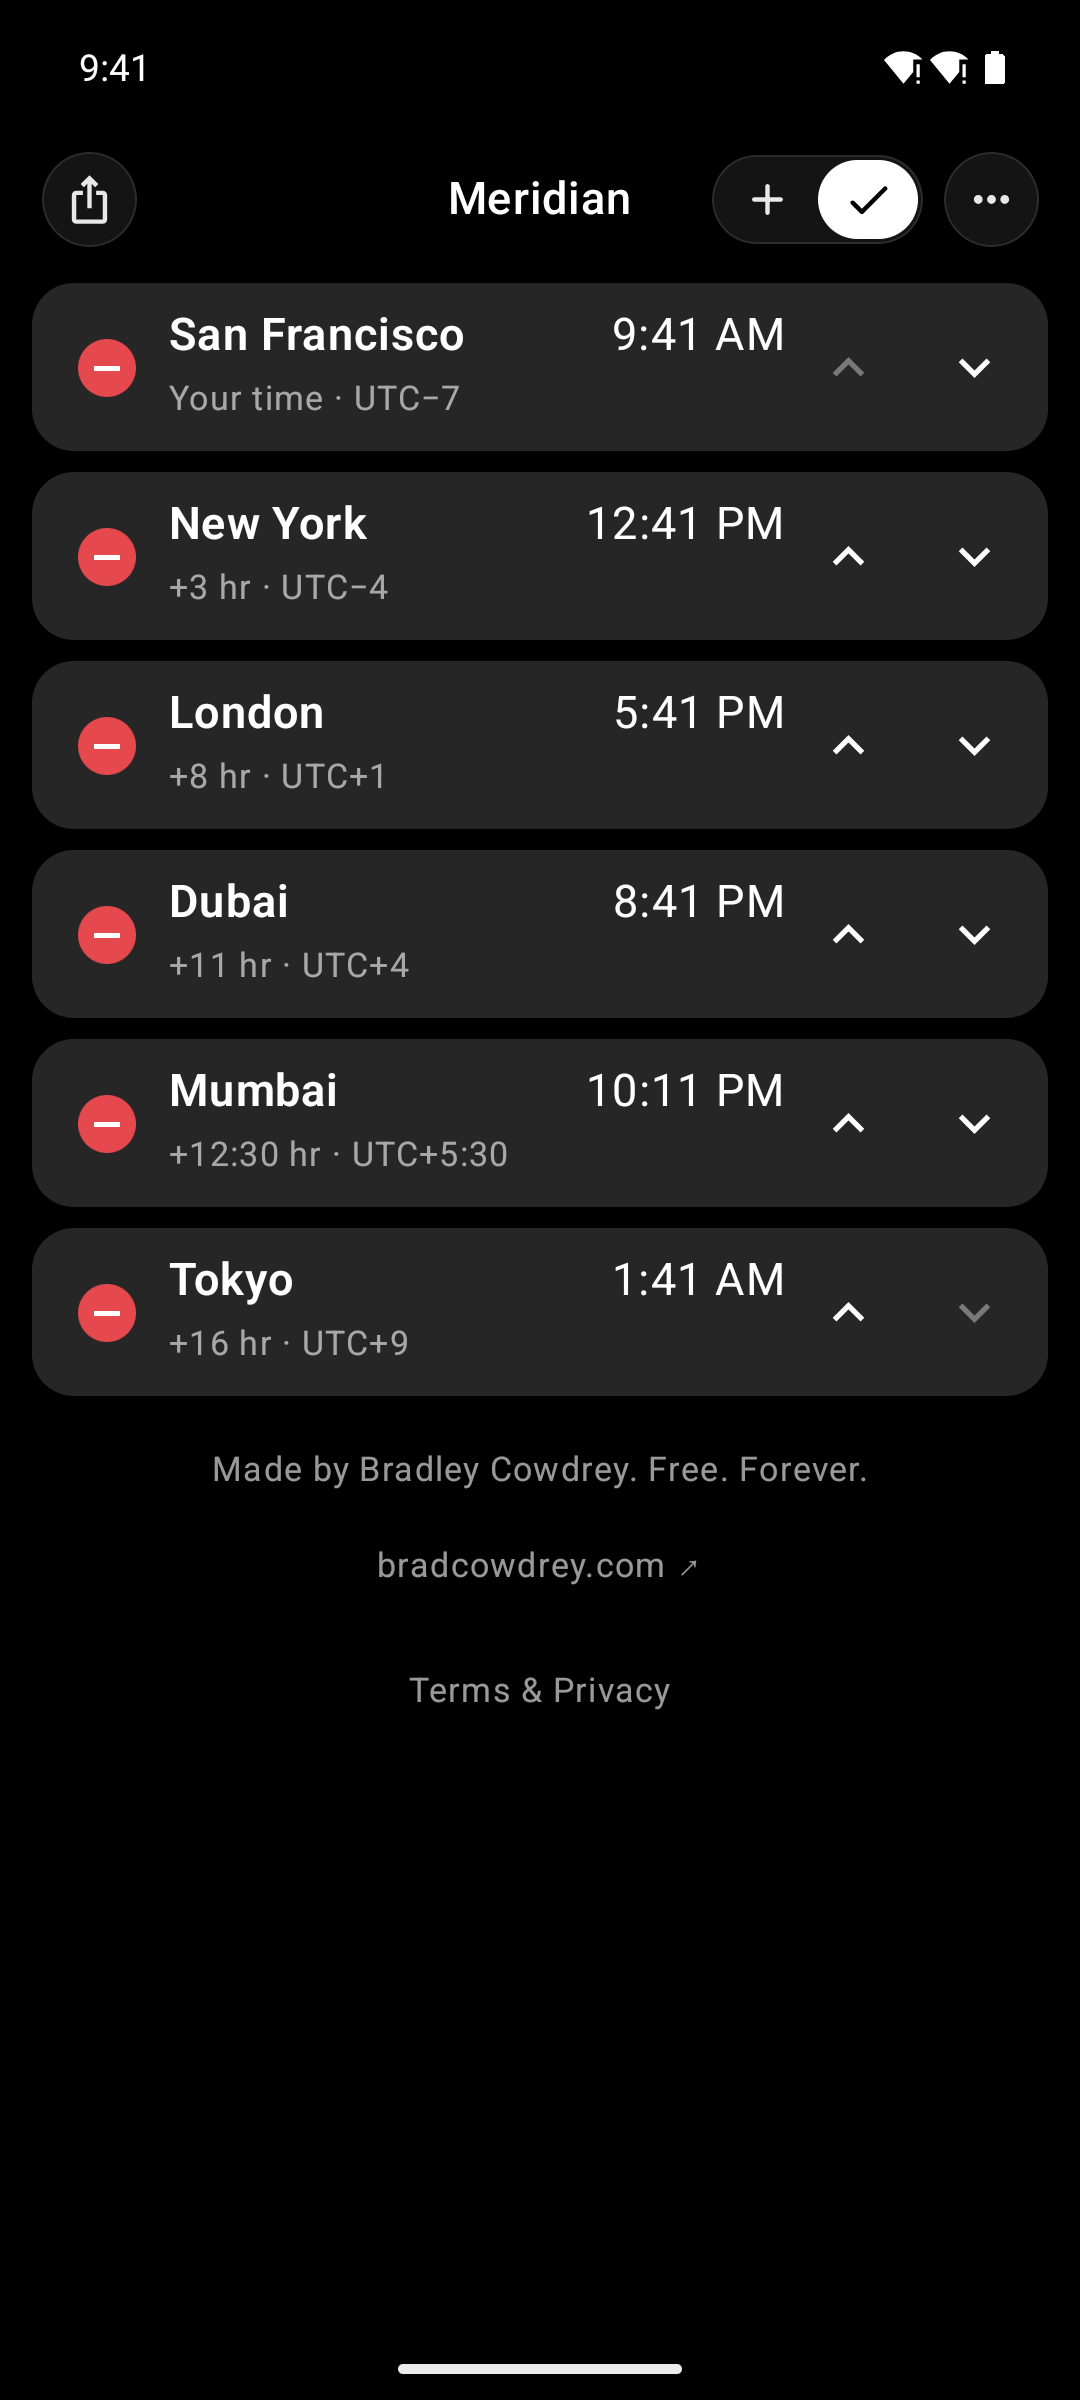 9:41
Meridian
San Francisco
9:41 AM
Your time · UTC−7
New York
12:41 PM
+3 hr · UTC−4
London
5:41 PM
+8 hr · UTC+1
Dubai
8:41 PM
+11 hr · UTC+4
Mumbai
10:11 PM
+12:30 hr · UTC+5:30
Tokyo
1:41 AM
+16 hr · UTC+9
Made by Bradley Cowdrey. Free. Forever.
bradcowdrey.com ↗
Terms & Privacy